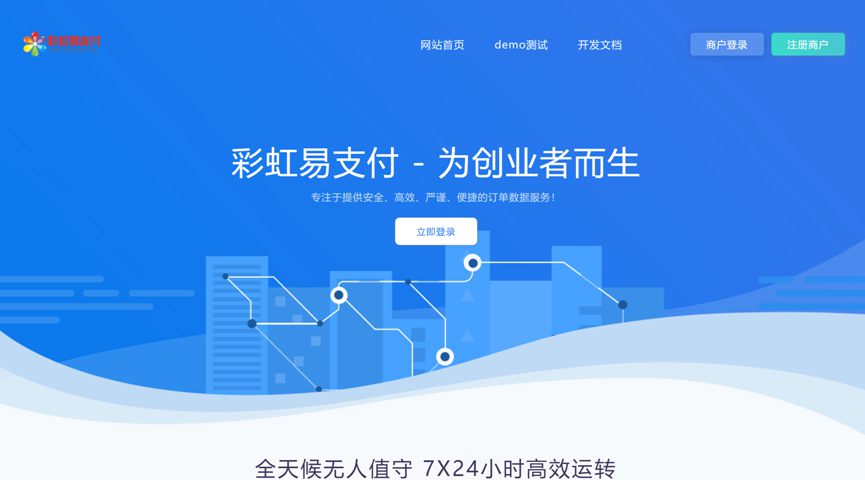 彩虹易支付
网站首页
demo测试
开发文档
商户登录
注册商户
彩虹易支付 - 为创业者而生
专注于提供安全、高效、严谨、便捷的订单数据服务！
立即登录
全天候无人值守 7X24小时高效运转